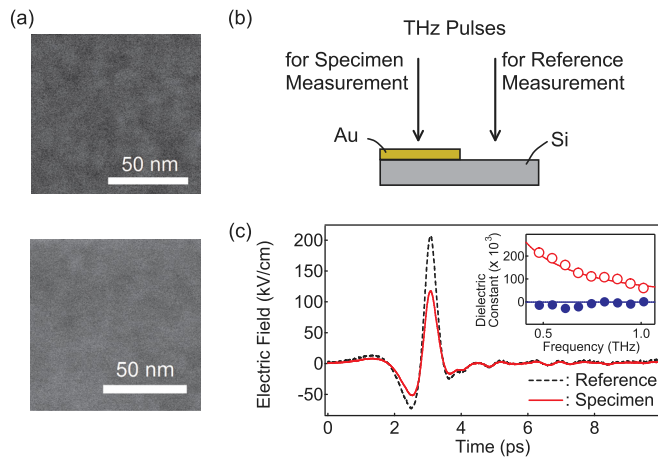 (a)
50 nm
50 nm
(b)
THz Pulses
for Specimen
Measurement
for Reference
Measurement
Au
Si
(c)
Electric Field (kV/cm)
200
150
100
50
0
-50
0
2
4
6
8
Time (ps)
Dielectric
Constant (x 10³)
200
100
0
0.5
1.0
Frequency (THz)
: Reference
: Specimen